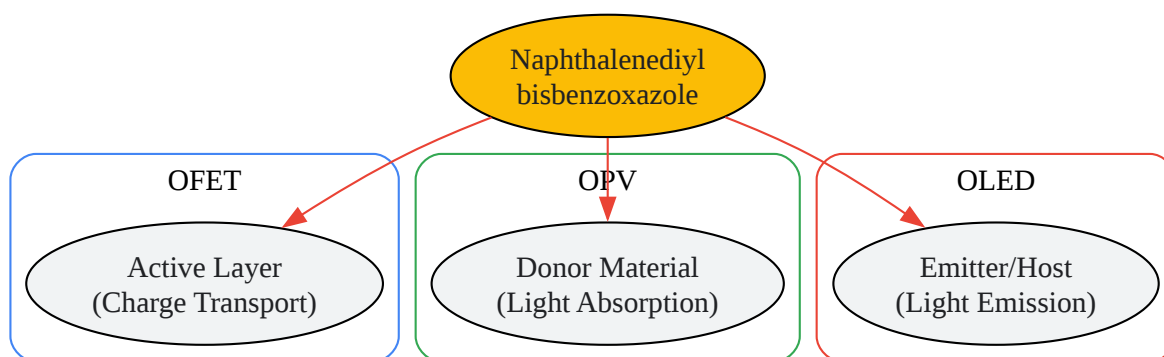 Naphthalenediyl
bisbenzoxazole
OFET
OPV
OLED
Active Layer
(Charge Transport)
Donor Material
(Light Absorption)
Emitter/Host
(Light Emission)